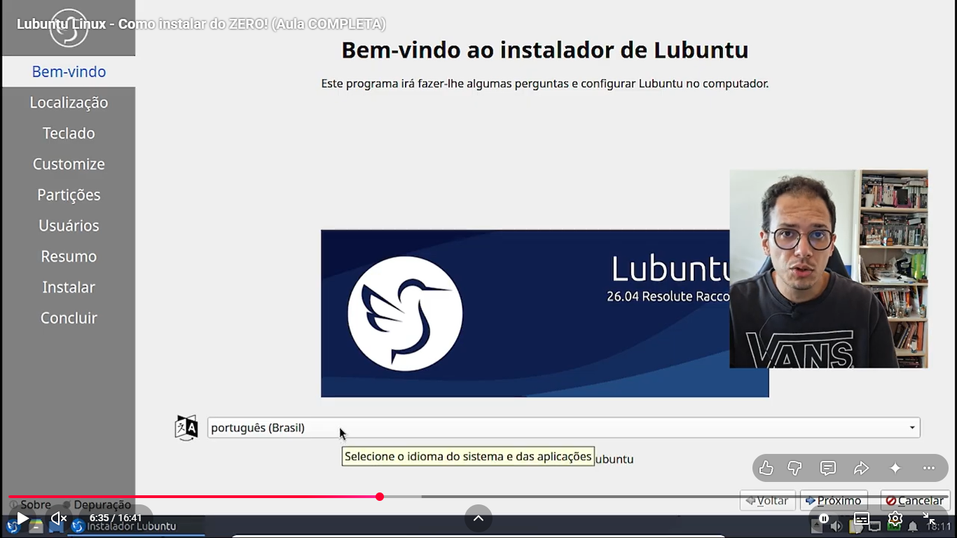 Lubuntu Linux - Como instalar do ZERO! (Aula COMPLETA)
Bem-vindo ao instalador de Lubuntu
Este programa irá fazer-lhe algumas perguntas e configurar Lubuntu no computador.
Bem-vindo
Localização
Teclado
Customize
Partições
Usuários
Resumo
Instalar
Concluir
Lubuntu
26.04 Resolute Racco
VANS
português (Brasil)
Selecione o idioma do sistema e das aplicações
ubuntu
Sobre
Depuração
Voltar
Próximo
Cancelar
6:35 / 16:41
Instalador Lubuntu
18:11